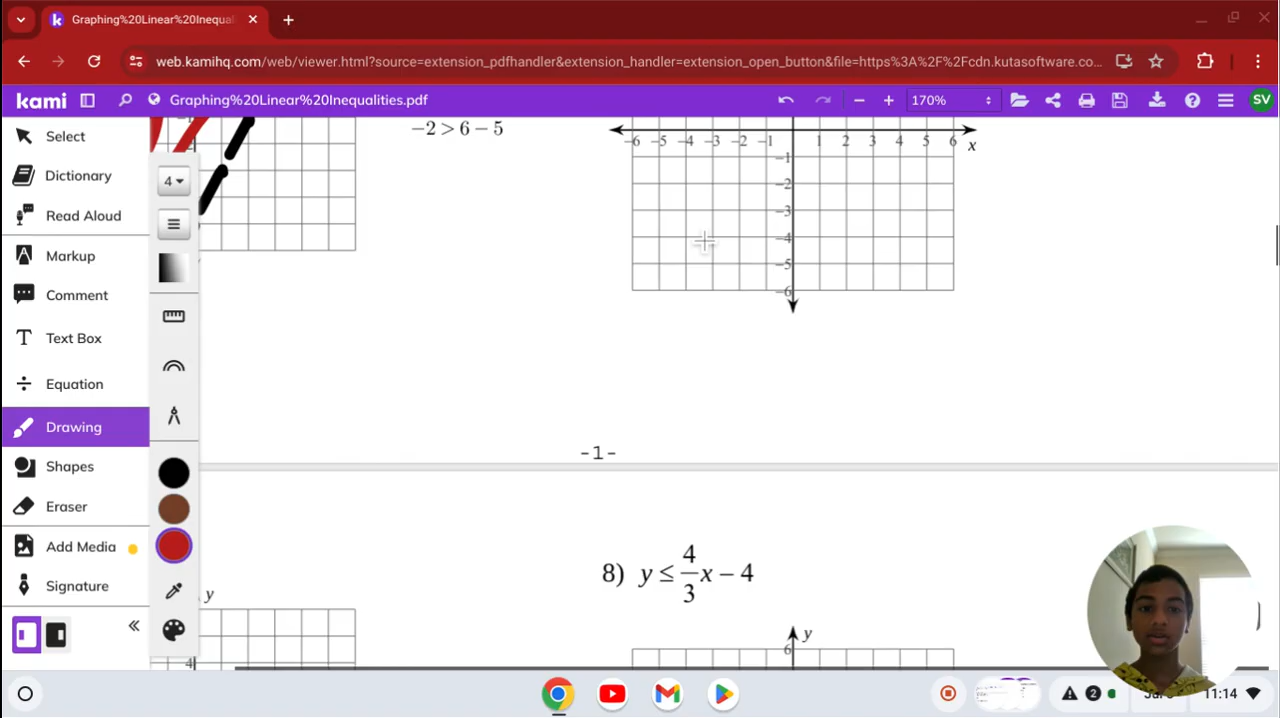 Graphing%20Linear%20Inequal
web.kamihq.com/web/viewer.html?source=extension_pdfhandler&extension_handler=extension_open_button&file=https%3A%2F%2Fcdn.kutasoftware.co...
kami
Graphing%20Linear%20Inequalities.pdf
170%
SV
Select
Dictionary
Read Aloud
Markup
Comment
Text Box
Equation
Drawing
Shapes
Eraser
Add Media
Signature
4
−2 > 6 − 5
−6 −5 −4 −3 −2 −1 1 2 3 4 5 6 x
−1
−2
−3
−4
−5
−6
-1-
8) y ≤ 4/3 x − 4
y
4
y
6
2
11:14